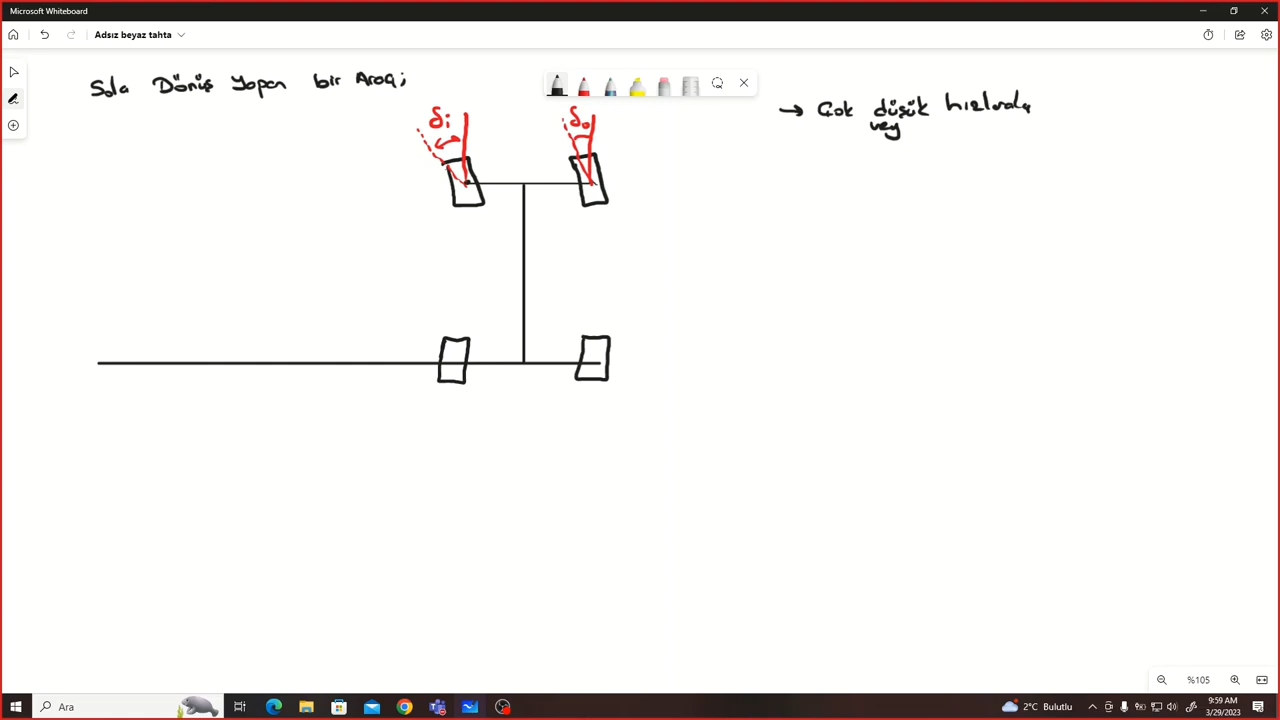 Microsoft Whiteboard
Adsız beyaz tahta
Sola Dönüş Yapan bir Araç;
δi
δo
→ Çok düşük hızlarda
vey
%105
Ara
2°C Bulutlu
9:59 AM
3/29/2023